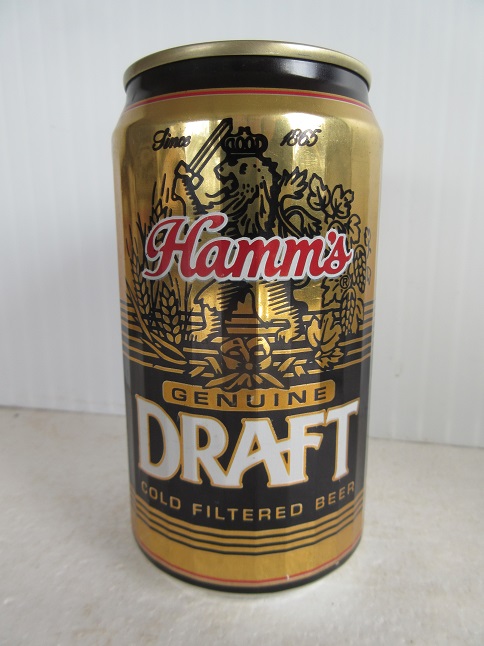 Since 1865
Hamm's®
GENUINE
DRAFT
COLD FILTERED BEER